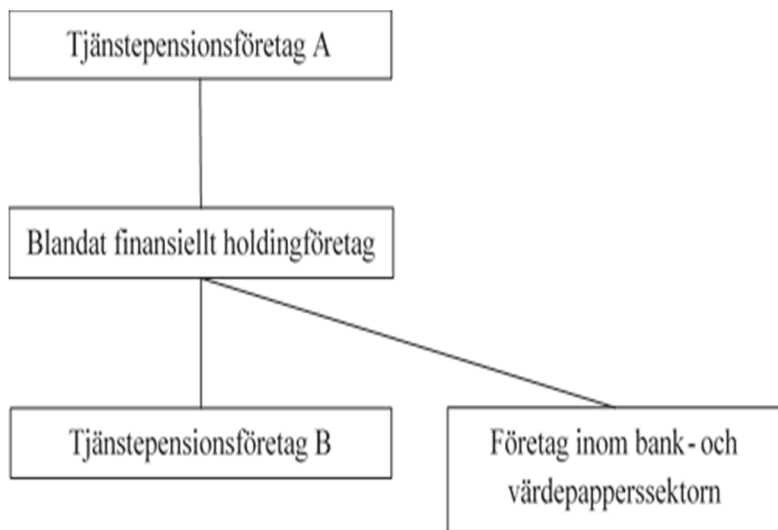 Tjänstepensionsföretag A
Blandat finansiellt holdingföretag
Tjänstepensionsföretag B
Företag inom bank- och
värdepapperssektorn